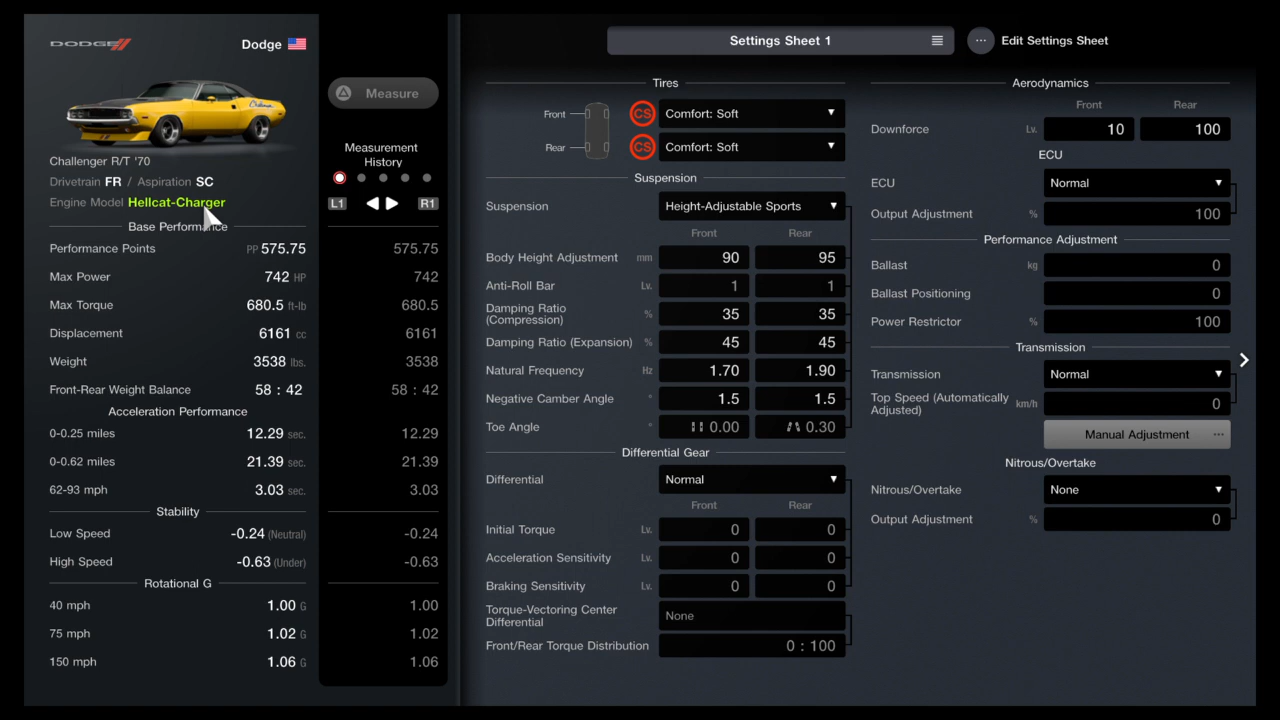 DODGE
Dodge
Challenger
Challenger R/T '70
Drivetrain FR / Aspiration SC
Engine Model Hellcat-Charger
Base Performance
Performance Points PP 575.75
Max Power 742 HP
Max Torque 680.5 ft-lb
Displacement 6161 cc
Weight 3538 lbs.
Front-Rear Weight Balance 58 : 42
Acceleration Performance
0-0.25 miles 12.29 sec.
0-0.62 miles 21.39 sec.
62-93 mph 3.03 sec.
Stability
Low Speed -0.24 (Neutral)
High Speed -0.63 (Under)
Rotational G
40 mph 1.00 G
75 mph 1.02 G
150 mph 1.06 G
Measure
Measurement
History
L1 R1
575.75
742
680.5
6161
3538
58 : 42
12.29
21.39
3.03
-0.24
-0.63
1.00
1.02
1.06
Settings Sheet 1
Edit Settings Sheet
Tires
Front CS Comfort: Soft
Rear CS Comfort: Soft
Suspension
Suspension Height-Adjustable Sports
Front Rear
Body Height Adjustment mm 90 95
Anti-Roll Bar Lv. 1 1
Damping Ratio
(Compression) % 35 35
Damping Ratio (Expansion) % 45 45
Natural Frequency Hz 1.70 1.90
Negative Camber Angle ° 1.5 1.5
Toe Angle ° 0.00 0.30
Differential Gear
Differential Normal
Front Rear
Initial Torque Lv. 0 0
Acceleration Sensitivity Lv. 0 0
Braking Sensitivity Lv. 0 0
Torque-Vectoring Center
Differential None
Front/Rear Torque Distribution 0 : 100
Aerodynamics
Front Rear
Downforce Lv. 10 100
ECU
ECU Normal
Output Adjustment % 100
Performance Adjustment
Ballast kg 0
Ballast Positioning 0
Power Restrictor % 100
Transmission
Transmission Normal
Top Speed (Automatically
Adjusted) km/h 0
Manual Adjustment
Nitrous/Overtake
Nitrous/Overtake None
Output Adjustment % 0